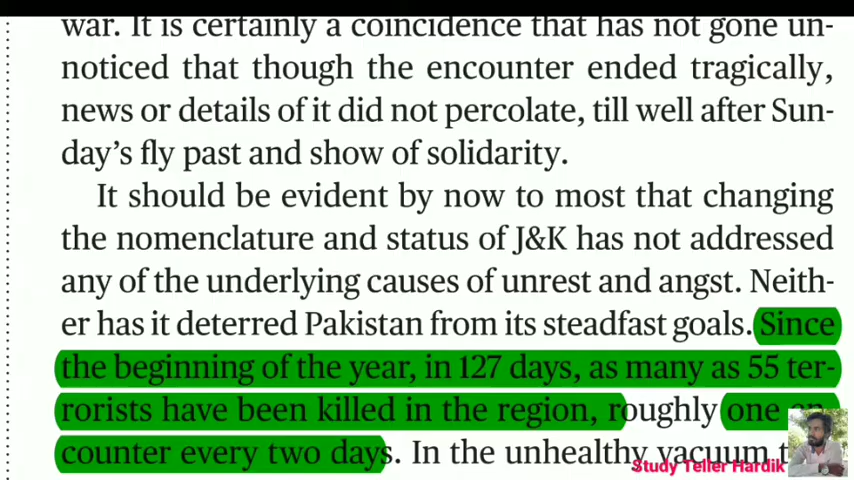 war. It is certainly a coincidence that has not gone un-
noticed that though the encounter ended tragically,
news or details of it did not percolate, till well after Sun-
day's fly past and show of solidarity.
It should be evident by now to most that changing
the nomenclature and status of J&K has not addressed
any of the underlying causes of unrest and angst. Neith-
er has it deterred Pakistan from its steadfast goals. Since
the beginning of the year, in 127 days, as many as 55 ter-
rorists have been killed in the region, roughly one
counter every two days. In the unhealthy vacuum
Study Teller Hardik